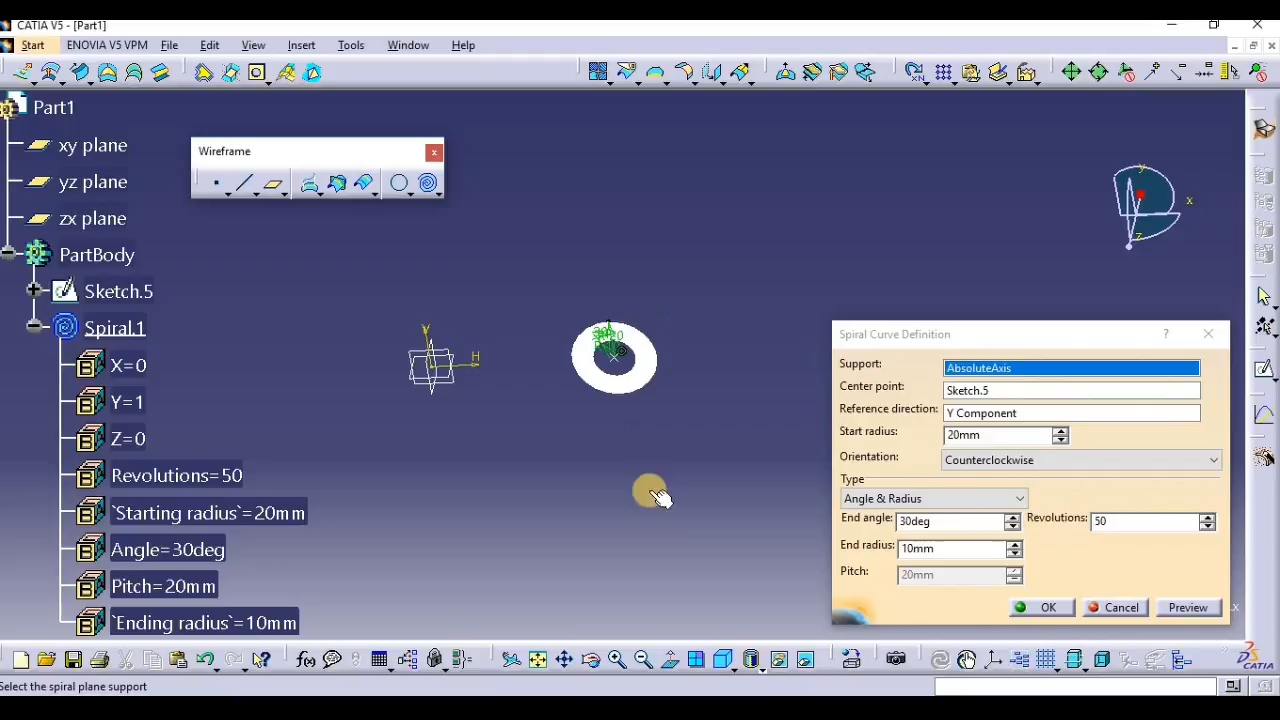 CATIA V5 - [Part1]
Start ENOVIA V5 VPM File Edit View Insert Tools Window Help
Part1
xy plane
yz plane
zx plane
PartBody
Sketch.5
Spiral.1
X=0
Y=1
Z=0
Revolutions=50
`Starting radius`=20mm
Angle=30deg
Pitch=20mm
`Ending radius`=10mm
Wireframe
y
x
z
V
H
Spiral Curve Definition ?
Support: AbsoluteAxis
Center point: Sketch.5
Reference direction: Y Component
Start radius: 20mm
Orientation: Counterclockwise
Type
Angle & Radius
End angle: 30deg Revolutions: 50
End radius: 10mm
Pitch: 20mm
OK Cancel Preview
x
CATIA
Select the spiral plane support